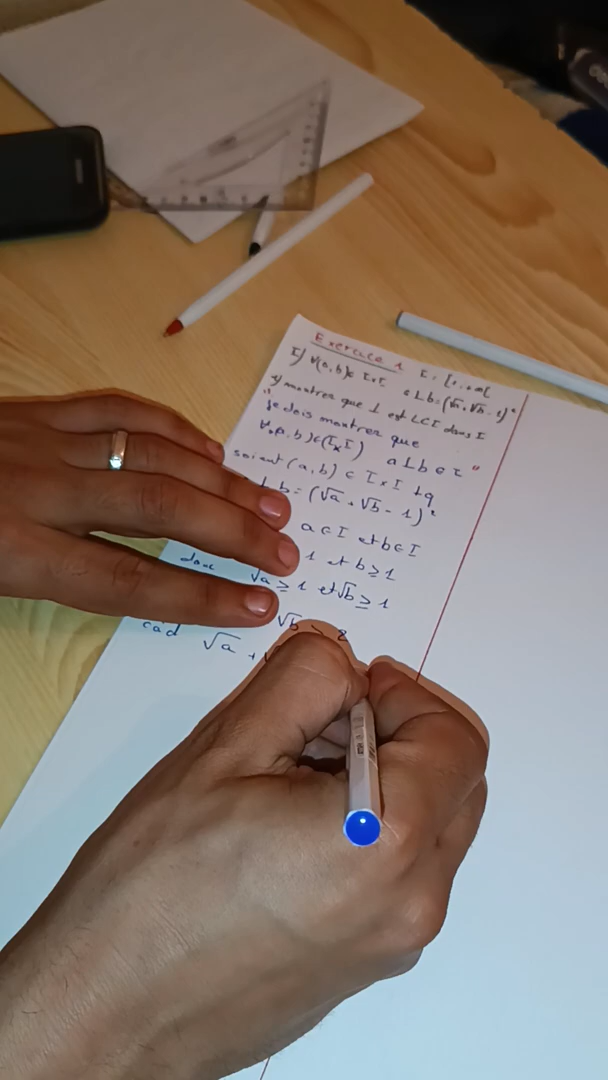 Exercice 1 I = [1, +∞[
I) ∀(a,b)∈ I×I a⊥b=(√a+√b-1)²
1) montrer que ⊥ est LCI dans I
"je dois montrer que
∀(a,b)∈(I×I) a⊥b ∈ I"
soient (a,b) ∈ I×I tq
⊥b=(√a+√b-1)²
a∈I et b∈I
1 et b≥1
donc √a≥1 et √b≥1
√b ≥ 2
càd √a +